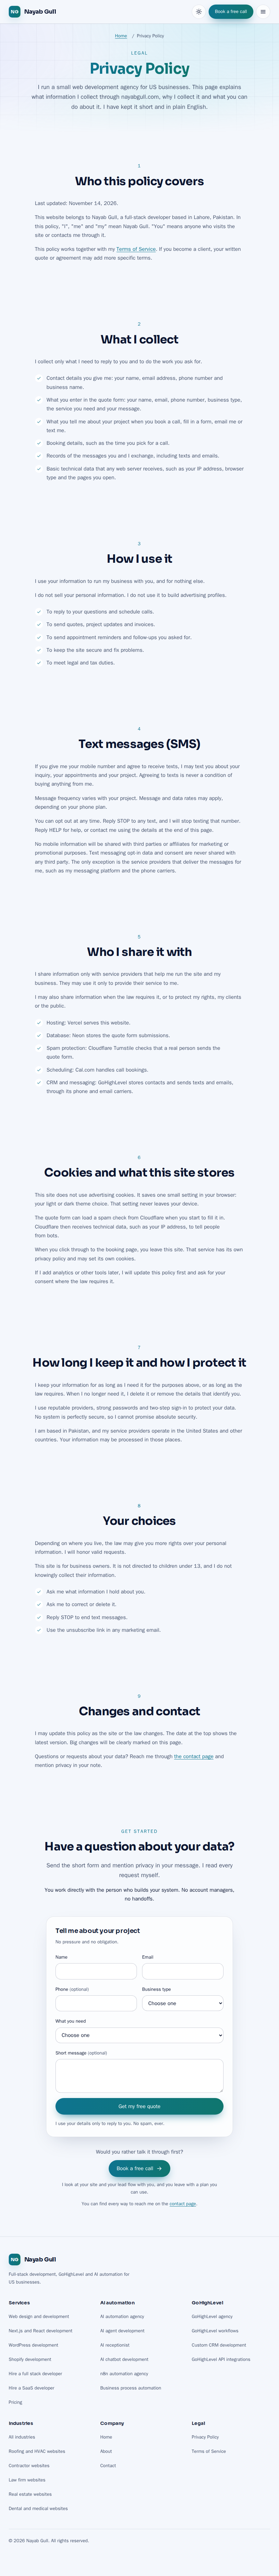 NG Nayab Gull
Book a free call
Home / Privacy Policy
LEGAL
Privacy Policy
I run a small web development agency for US businesses. This page explains
what information I collect through nayabgull.com, why I collect it and what you can
do about it. I have kept it short and in plain English.
1
Who this policy covers
Last updated: November 14, 2026.
This website belongs to Nayab Gull, a full-stack developer based in Lahore, Pakistan. In
this policy, "I", "me" and "my" mean Nayab Gull. "You" means anyone who visits the
site or contacts me through it.
This policy works together with my Terms of Service. If you become a client, your written
quote or agreement may add more specific terms.
2
What I collect
I collect only what I need to reply to you and to do the work you ask for.
Contact details you give me: your name, email address, phone number and
business name.
What you enter in the quote form: your name, email, phone number, business type,
the service you need and your message.
What you tell me about your project when you book a call, fill in a form, email me or
text me.
Booking details, such as the time you pick for a call.
Records of the messages you and I exchange, including texts and emails.
Basic technical data that any web server receives, such as your IP address, browser
type and the pages you open.
3
How I use it
I use your information to run my business with you, and for nothing else.
I do not sell your personal information. I do not use it to build advertising profiles.
To reply to your questions and schedule calls.
To send quotes, project updates and invoices.
To send appointment reminders and follow-ups you asked for.
To keep the site secure and fix problems.
To meet legal and tax duties.
4
Text messages (SMS)
If you give me your mobile number and agree to receive texts, I may text you about your
inquiry, your appointments and your project. Agreeing to texts is never a condition of
buying anything from me.
Message frequency varies with your project. Message and data rates may apply,
depending on your phone plan.
You can opt out at any time. Reply STOP to any text, and I will stop texting that number.
Reply HELP for help, or contact me using the details at the end of this page.
No mobile information will be shared with third parties or affiliates for marketing or
promotional purposes. Text messaging opt-in data and consent are never shared with
any third party. The only exception is the service providers that deliver the messages for
me, such as my messaging platform and the phone carriers.
5
Who I share it with
I share information only with service providers that help me run the site and my
business. They may use it only to provide their service to me.
I may also share information when the law requires it, or to protect my rights, my clients
or the public.
Hosting: Vercel serves this website.
Database: Neon stores the quote form submissions.
Spam protection: Cloudflare Turnstile checks that a real person sends the
quote form.
Scheduling: Cal.com handles call bookings.
CRM and messaging: GoHighLevel stores contacts and sends texts and emails,
through its phone and email carriers.
6
Cookies and what this site stores
This site does not use advertising cookies. It saves one small setting in your browser:
your light or dark theme choice. That setting never leaves your device.
The quote form can load a spam check from Cloudflare when you start to fill it in.
Cloudflare then receives technical data, such as your IP address, to tell people
from bots.
When you click through to the booking page, you leave this site. That service has its own
privacy policy and may set its own cookies.
If I add analytics or other tools later, I will update this policy first and ask for your
consent where the law requires it.
7
How long I keep it and how I protect it
I keep your information for as long as I need it for the purposes above, or as long as the
law requires. When I no longer need it, I delete it or remove the details that identify you.
I use reputable providers, strong passwords and two-step sign-in to protect your data.
No system is perfectly secure, so I cannot promise absolute security.
I am based in Pakistan, and my service providers operate in the United States and other
countries. Your information may be processed in those places.
8
Your choices
Depending on where you live, the law may give you more rights over your personal
information. I will honor valid requests.
This site is for business owners. It is not directed to children under 13, and I do not
knowingly collect their information.
Ask me what information I hold about you.
Ask me to correct or delete it.
Reply STOP to end text messages.
Use the unsubscribe link in any marketing email.
9
Changes and contact
I may update this policy as the site or the law changes. The date at the top shows the
latest version. Big changes will be clearly marked on this page.
Questions or requests about your data? Reach me through the contact page and
mention privacy in your note.
GET STARTED
Have a question about your data?
Send the short form and mention privacy in your message. I read every
request myself.
You work directly with the person who builds your system. No account managers,
no handoffs.
Tell me about your project
No pressure and no obligation.
Name
Email
Phone (optional)
Business type
Choose one
What you need
Choose one
Short message (optional)
Get my free quote
I use your details only to reply to you. No spam, ever.
Would you rather talk it through first?
Book a free call →
I look at your site and your lead flow with you, and you leave with a plan you
can use.
You can find every way to reach me on the contact page.
NG Nayab Gull
Full-stack development, GoHighLevel and AI automation for
US businesses.
Services
Web design and development
Next.js and React development
WordPress development
Shopify development
Hire a full stack developer
Hire a SaaS developer
Pricing
AI automation
AI automation agency
AI agent development
AI receptionist
AI chatbot development
n8n automation agency
Business process automation
GoHighLevel
GoHighLevel agency
GoHighLevel workflows
Custom CRM development
GoHighLevel API integrations
Industries
All industries
Roofing and HVAC websites
Contractor websites
Law firm websites
Real estate websites
Dental and medical websites
Company
Home
About
Contact
Legal
Privacy Policy
Terms of Service
© 2026 Nayab Gull. All rights reserved.